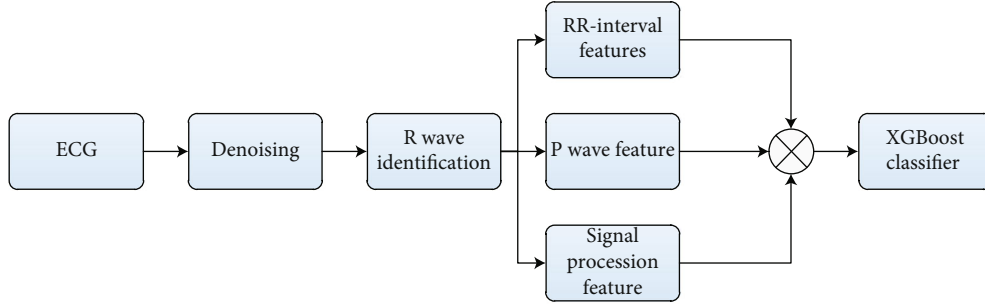 ECG
Denoising
R wave
identification
RR-interval
features
P wave feature
Signal
procession
feature
XGBoost
classifier